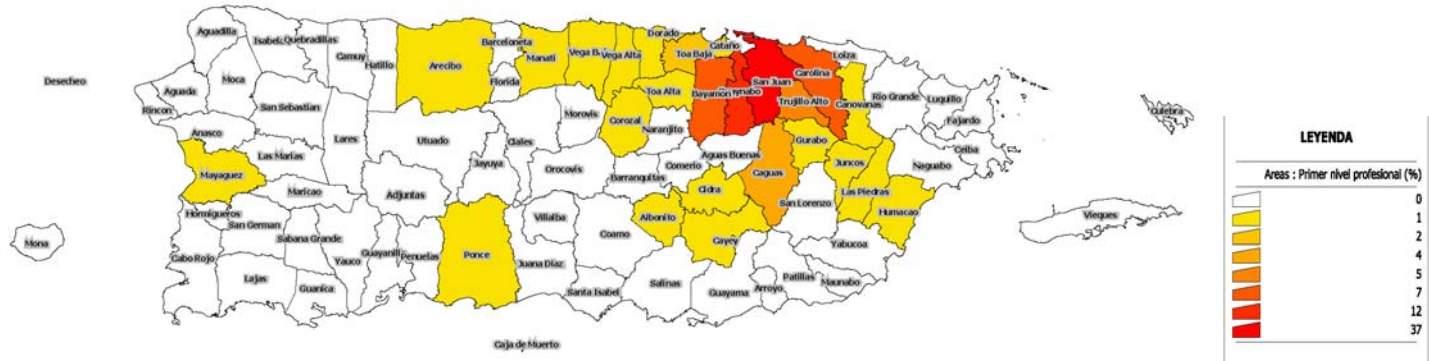 Aguadilla
Isabela
Quebradillas
Camuy
Hatillo
Arecibo
Barceloneta
Florida
Manati
Vega Baja
Vega Alta
Dorado
Toa Baja
Cataño
Toa Alta
Bayamon
Guaynabo
San Juan
Carolina
Trujillo Alto
Loiza
Canovanas
Rio Grande
Luquillo
Fajardo
Ceiba
Culebra
Desecheo
Moca
Aguada
Rincon
San Sebastian
Anasco
Las Marias
Lares
Utuado
Ciales
Morovis
Corozal
Naranjito
Jayuya
Orocovis
Barranquitas
Comerio
Aguas Buenas
Caguas
Gurabo
Juncos
Las Piedras
Naguabo
Humacao
Mayaguez
Maricao
Adjuntas
Cidra
San Lorenzo
Hormigueros
San German
Sabana Grande
Villalba
Aibonito
Coamo
Cayey
Yabucoa
Vieques
Mona
Cabo Rojo
Lajas
Guanica
Yauco
Guayanilla
Penuelas
Ponce
Juana Diaz
Santa Isabel
Salinas
Guayama
Arroyo
Patillas
Maunabo
Caja de Muerto
LEYENDA
Areas : Primer nivel profesional (%)
0
1
2
4
5
7
12
37